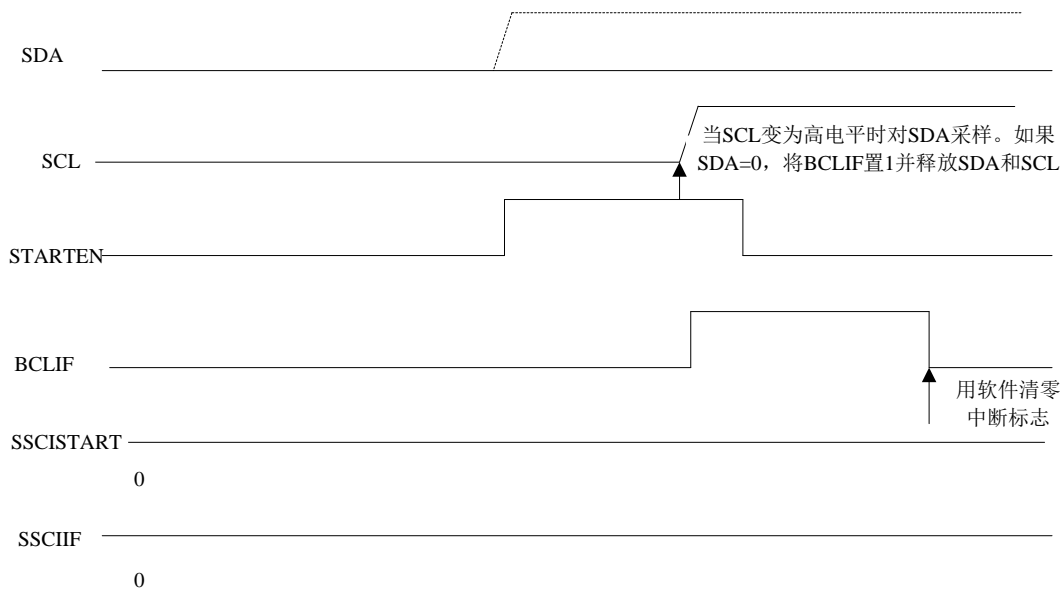 SDA
当SCL变为高电平时对SDA采样。如果
SDA=0，将BCLIF置1并释放SDA和SCL
SCL
STARTEN
BCLIF
用软件清零
中断标志
SSCISTART
0
SSCIIF
0